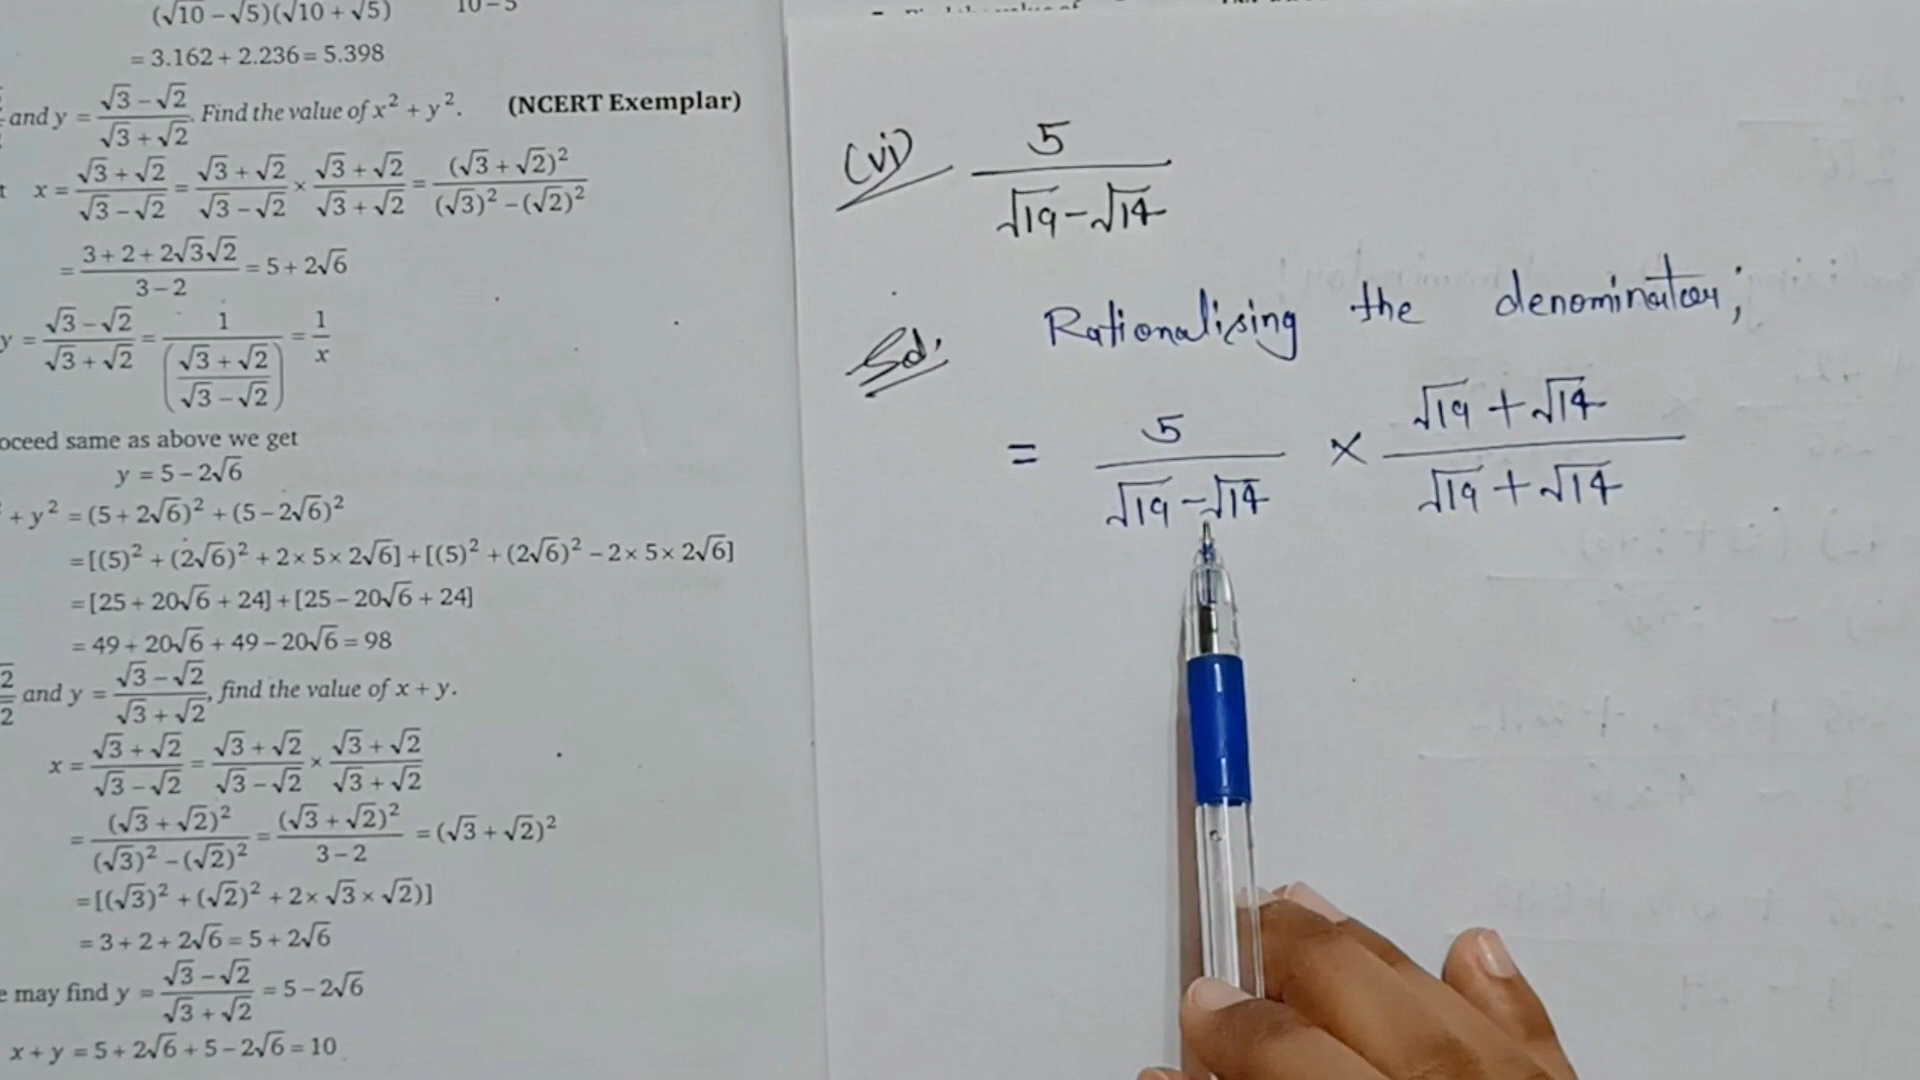 (√10 − √5)(√10 + √5) 10 − 5
= 3.162 + 2.236 = 5.398
and y = (√3 − √2)/(√3 + √2). Find the value of x² + y². (NCERT Exemplar)
x = (√3 + √2)/(√3 − √2) = (√3 + √2)/(√3 − √2) × (√3 + √2)/(√3 + √2) = (√3 + √2)²/((√3)² − (√2)²)
= (3 + 2 + 2√3√2)/(3 − 2) = 5 + 2√6
y = (√3 − √2)/(√3 + √2) = 1/((√3 + √2)/(√3 − √2)) = 1/x
oceed same as above we get
y = 5 − 2√6
+ y² = (5 + 2√6)² + (5 − 2√6)²
= [(5)² + (2√6)² + 2 × 5 × 2√6] + [(5)² + (2√6)² − 2 × 5 × 2√6]
= [25 + 20√6 + 24] + [25 − 20√6 + 24]
= 49 + 20√6 + 49 − 20√6 = 98
and y = (√3 − √2)/(√3 + √2), find the value of x + y.
x = (√3 + √2)/(√3 − √2) = (√3 + √2)/(√3 − √2) × (√3 + √2)/(√3 + √2)
= (√3 + √2)²/((√3)² − (√2)²) = (√3 + √2)²/(3 − 2) = (√3 + √2)²
= [(√3)² + (√2)² + 2 × √3 × √2)]
= 3 + 2 + 2√6 = 5 + 2√6
may find y = (√3 − √2)/(√3 + √2) = 5 − 2√6
x + y = 5 + 2√6 + 5 − 2√6 = 10
(vi) 5/(√19 − √14)
Sol: Rationalising the denominator;
= 5/(√19 − √14) × (√19 + √14)/(√19 + √14)